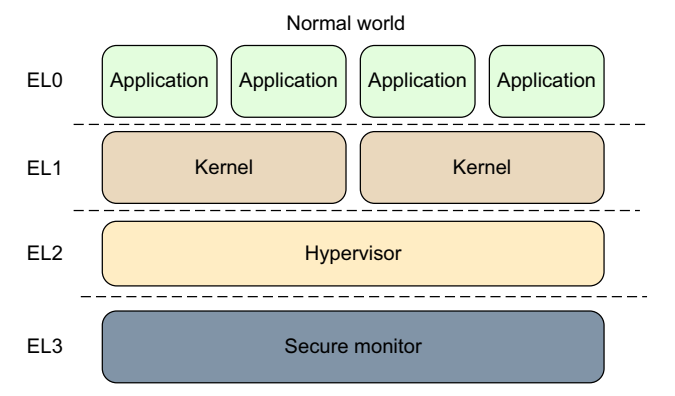 Normal world
EL0 Application Application Application Application
EL1 Kernel Kernel
EL2 Hypervisor
EL3 Secure monitor